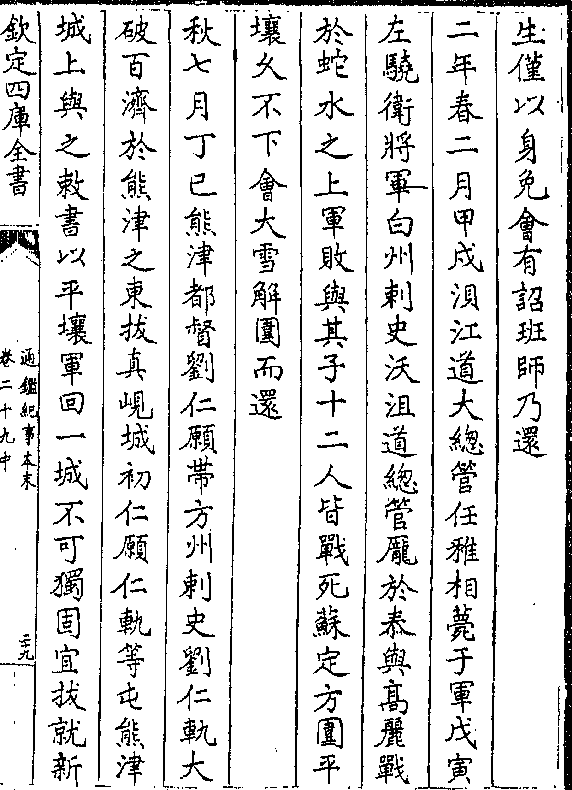 生僅以身免會有詔班師乃還
二年春二月甲戍浿江道大總管任雅相薨于軍戊寅
左驍衛將軍白州刺史沃沮道總管龎於泰與髙麗戰
於蛇水之上軍敗與其子十二人皆戰死蘇定方圍平
壤乆不下會大雪解圍而還
秋七月丁巳熊津都督劉仁願帶方州刺史劉仁軌大
破百濟於熊津之東拔真峴城初仁願仁軌等屯熊津
城上與之敕書以平壤軍回一城不可獨固宜拔就新
欽定四庫全書
通鑑紀事本末
卷二十九中
二九